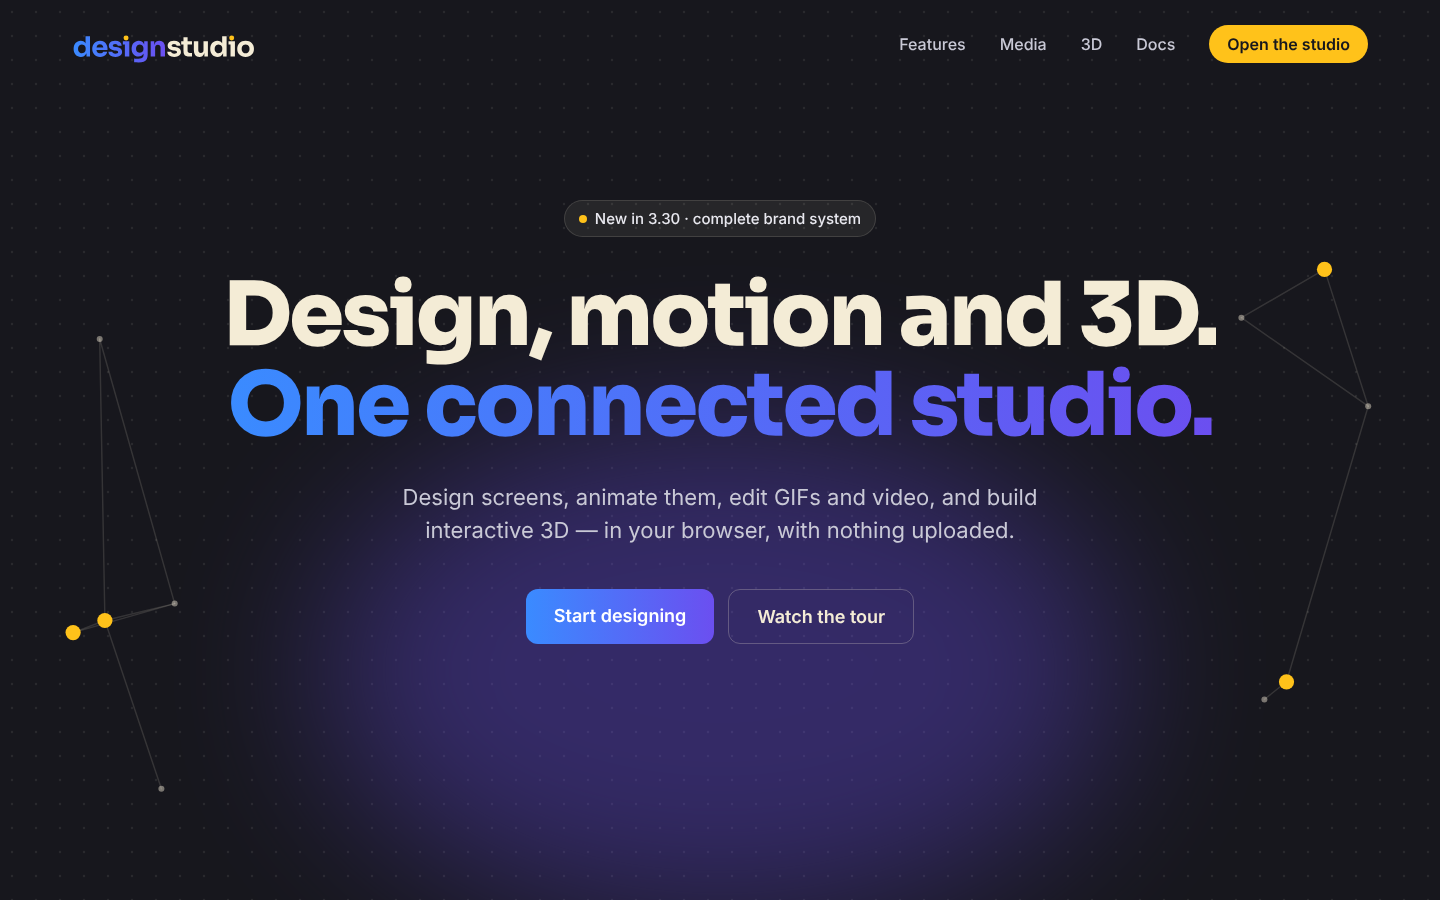 designstudio
Features
Media
3D
Docs
Open the studio
New in 3.30 · complete brand system
Design, motion and 3D.
One connected studio.
Design screens, animate them, edit GIFs and video, and build
interactive 3D — in your browser, with nothing uploaded.
Start designing
Watch the tour